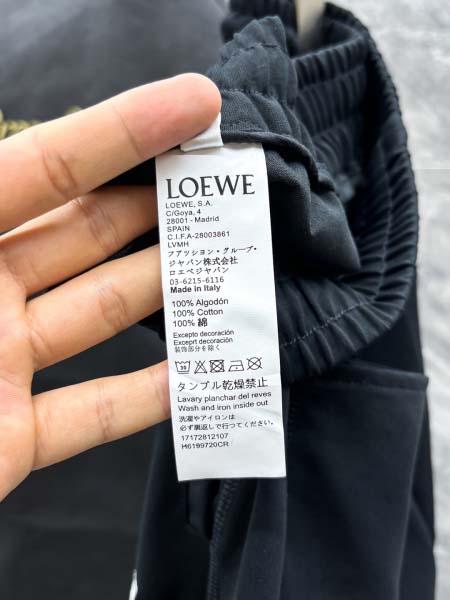 LOEWE
LOEWE, S.A.
C/Goya, 4
28001 - Madrid
SPAIN
C.I.F.A-28003861
LVMH
ファッション・グループ・
ジャパン株式会社
ロエベジャパン
03-6215-6116
Made in Italy
100% Algodón
100% Cotton
100% 綿
Excepto decoración
Except decoración
装飾部分を除く
30
タンブル乾燥禁止
Lavary planchar del reves
Wash and iron inside out
洗濯やアイロンは
必ず裏返しで行つてください
17172812107
H6199720CR